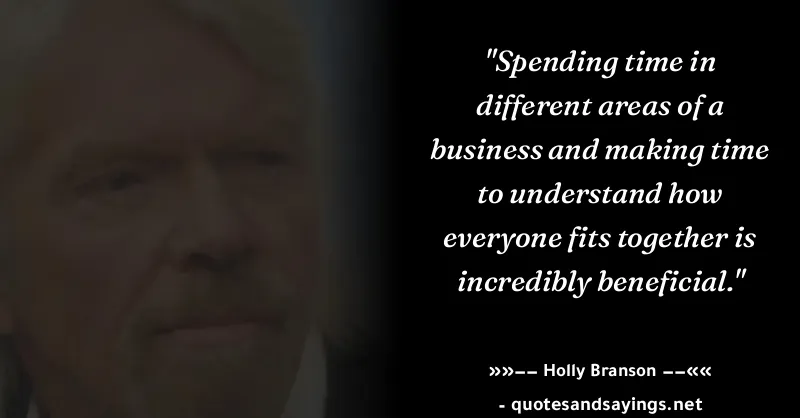 "Spending time in
different areas of a
business and making time
to understand how
everyone fits together is
incredibly beneficial."
»»–– Holly Branson ––««
- quotesandsayings.net